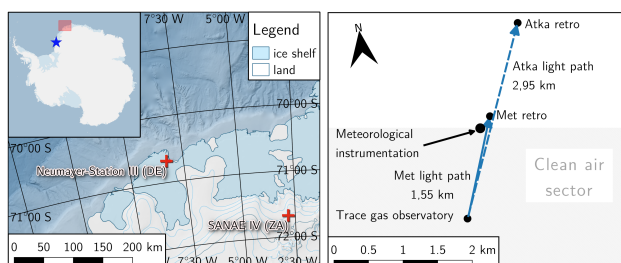 7°30' W
5°00' W
Legend
ice shelf
land
70°00 S
70°00 S
Neumayer-Station III (DE)
71°00 S
71°00 S
SANAE IV (ZA)
72°00 S
7°30' W
5°00' W
2°30' W
0 50 100 150 200 km
N
Atka retro
Atka light path
2,95 km
Met retro
Meteorological
instrumentation
Clean air
sector
Met light path
1,55 km
Trace gas observatory
0 0.5 1 1.5 2 km